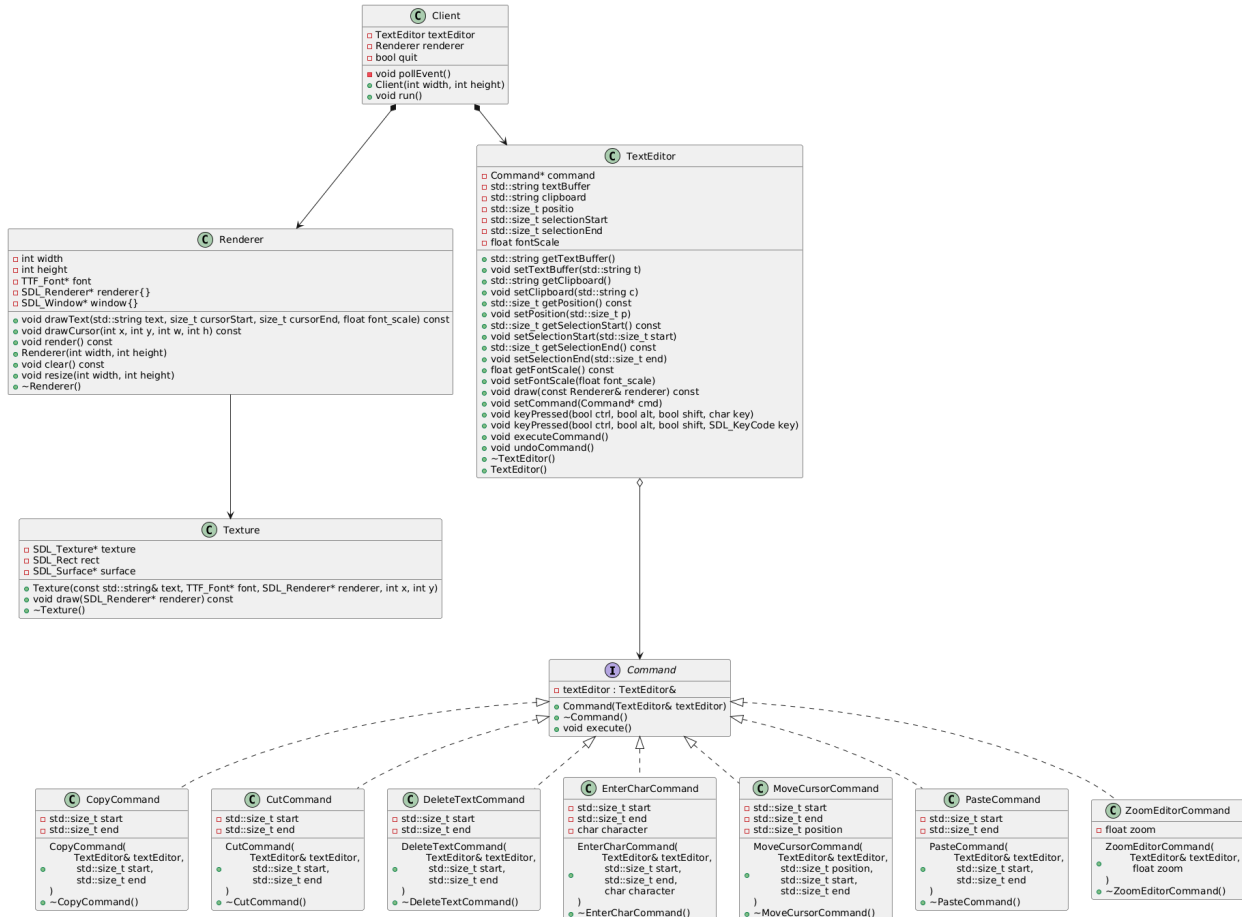 C Client
TextEditor textEditor
Renderer renderer
bool quit
void pollEvent()
Client(int width, int height)
void run()
C TextEditor
Command* command
std::string textBuffer
std::string clipboard
std::size_t positio
std::size_t selectionStart
std::size_t selectionEnd
float fontScale
std::string getTextBuffer()
void setTextBuffer(std::string t)
std::string getClipboard()
void setClipboard(std::string c)
std::size_t getPosition() const
void setPosition(std::size_t p)
std::size_t getSelectionStart() const
void setSelectionStart(std::size_t start)
std::size_t getSelectionEnd() const
void setSelectionEnd(std::size_t end)
float getFontScale() const
void setFontScale(float font_scale)
void draw(const Renderer& renderer) const
void setCommand(Command* cmd)
void keyPressed(bool ctrl, bool alt, bool shift, char key)
void keyPressed(bool ctrl, bool alt, bool shift, SDL_KeyCode key)
void executeCommand()
void undoCommand()
~TextEditor()
TextEditor()
C Renderer
int width
int height
TTF_Font* font
SDL_Renderer* renderer{}
SDL_Window* window{}
void drawText(std::string text, size_t cursorStart, size_t cursorEnd, float font_scale) const
void drawCursor(int x, int y, int w, int h) const
void render() const
Renderer(int width, int height)
void clear() const
void resize(int width, int height)
~Renderer()
C Texture
SDL_Texture* texture
SDL_Rect rect
SDL_Surface* surface
Texture(const std::string& text, TTF_Font* font, SDL_Renderer* renderer, int x, int y)
void draw(SDL_Renderer* renderer) const
~Texture()
I Command
textEditor : TextEditor&
Command(TextEditor& textEditor)
~Command()
void execute()
C CopyCommand
std::size_t start
std::size_t end
CopyCommand(
TextEditor& textEditor,
std::size_t start,
std::size_t end
)
~CopyCommand()
C CutCommand
std::size_t start
std::size_t end
CutCommand(
TextEditor& textEditor,
std::size_t start,
std::size_t end
)
~CutCommand()
C DeleteTextCommand
std::size_t start
std::size_t end
DeleteTextCommand(
TextEditor& textEditor,
std::size_t start,
std::size_t end
)
~DeleteTextCommand()
C EnterCharCommand
std::size_t start
std::size_t end
char character
EnterCharCommand(
TextEditor& textEditor,
std::size_t start,
std::size_t end,
char character
)
~EnterCharCommand()
C MoveCursorCommand
std::size_t start
std::size_t end
std::size_t position
MoveCursorCommand(
TextEditor& textEditor,
std::size_t position,
std::size_t start,
std::size_t end
)
~MoveCursorCommand()
C PasteCommand
std::size_t start
std::size_t end
PasteCommand(
TextEditor& textEditor,
std::size_t start,
std::size_t end
)
~PasteCommand()
C ZoomEditorCommand
float zoom
ZoomEditorCommand(
TextEditor& textEditor,
float zoom
)
~ZoomEditorCommand()